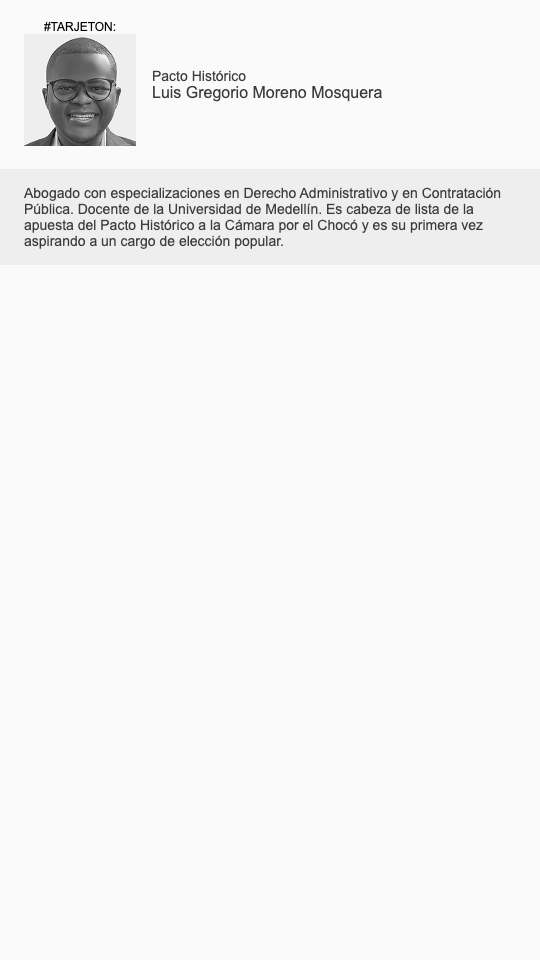 #TARJETON:
Pacto Histórico
Luis Gregorio Moreno Mosquera
Abogado con especializaciones en Derecho Administrativo y en Contratación
Pública. Docente de la Universidad de Medellín. Es cabeza de lista de la
apuesta del Pacto Histórico a la Cámara por el Chocó y es su primera vez
aspirando a un cargo de elección popular.